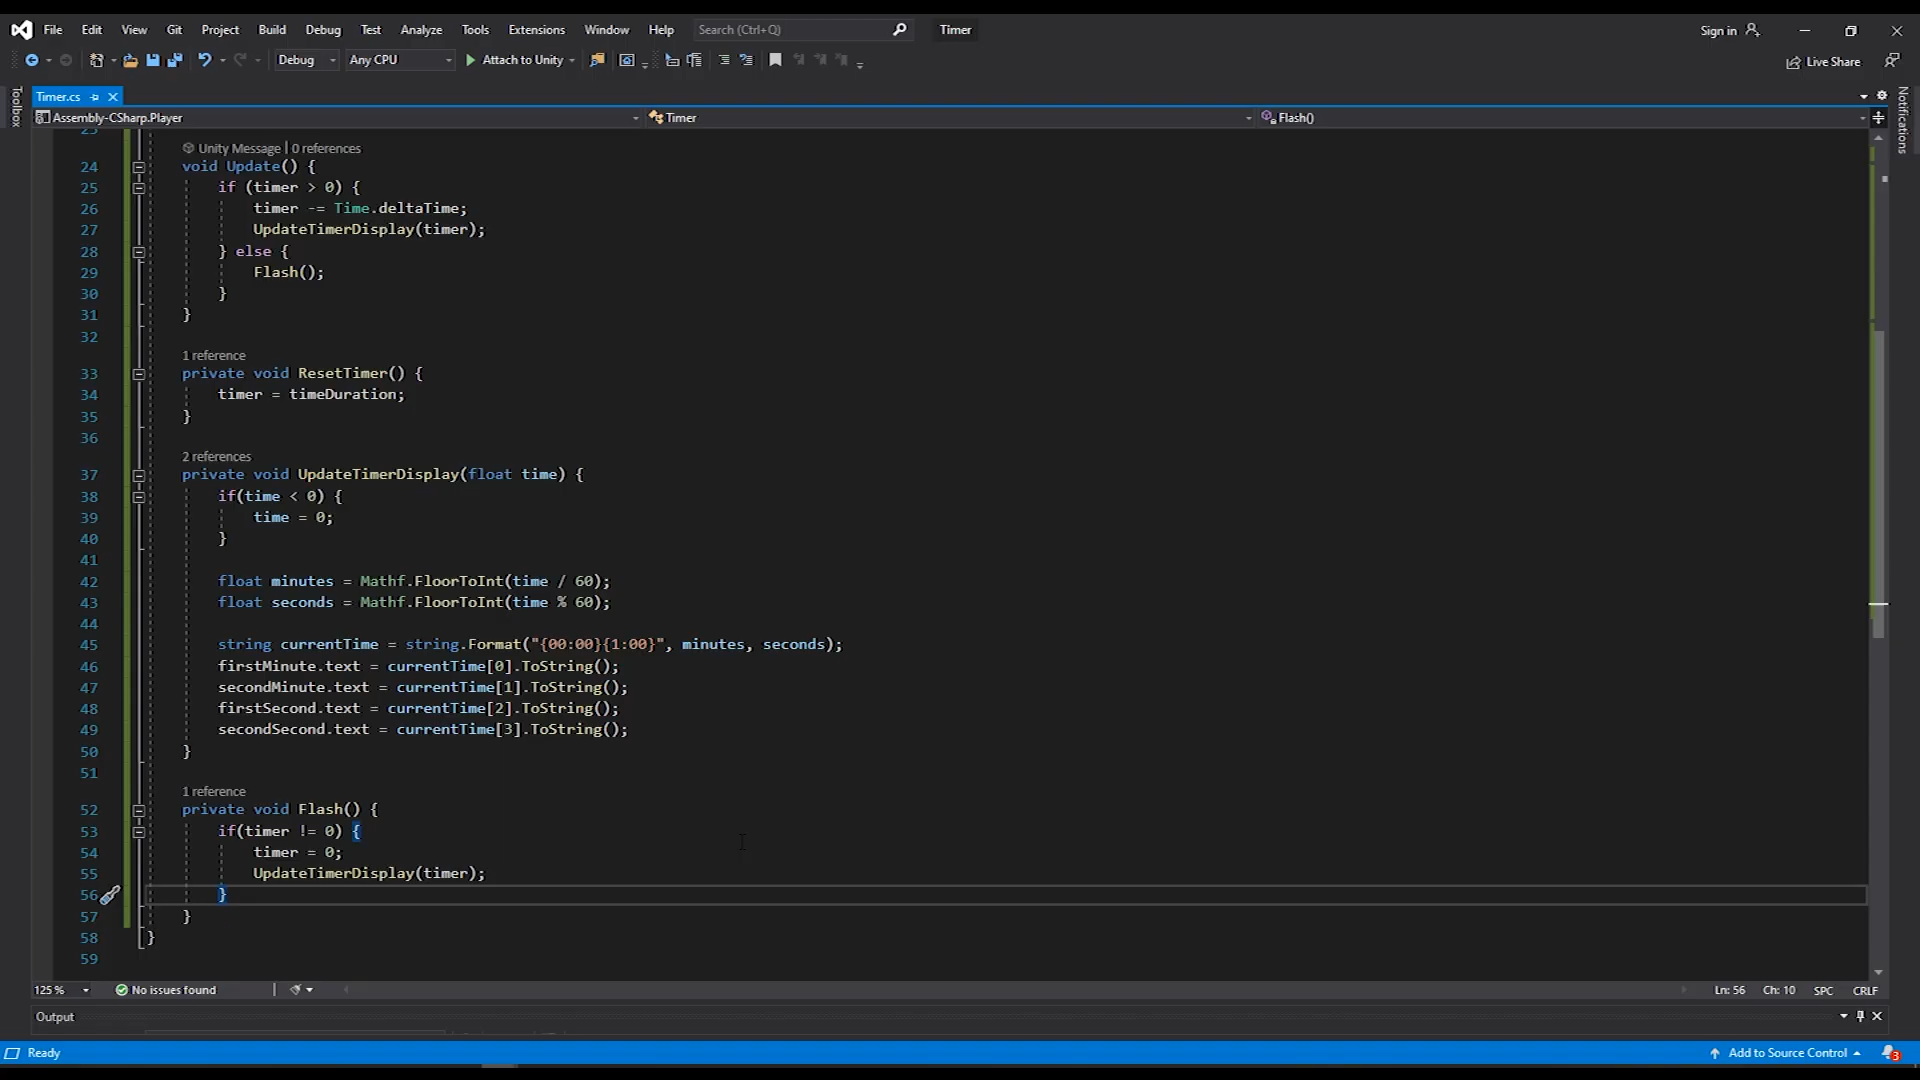 File Edit View Git Project Build Debug Test Analyze Tools Extensions Window Help Search (Ctrl+Q) Timer Sign in
Debug Any CPU Attach to Unity Live Share
Toolbox
Timer.cs
Notifications
Assembly-CSharp.Player Timer Flash()
23
Unity Message | 0 references
24 void Update() {
25 if (timer > 0) {
26 timer -= Time.deltaTime;
27 UpdateTimerDisplay(timer);
28 } else {
29 Flash();
30 }
31 }
32
1 reference
33 private void ResetTimer() {
34 timer = timeDuration;
35 }
36
2 references
37 private void UpdateTimerDisplay(float time) {
38 if(time < 0) {
39 time = 0;
40 }
41
42 float minutes = Mathf.FloorToInt(time / 60);
43 float seconds = Mathf.FloorToInt(time % 60);
44
45 string currentTime = string.Format("{00:00}{1:00}", minutes, seconds);
46 firstMinute.text = currentTime[0].ToString();
47 secondMinute.text = currentTime[1].ToString();
48 firstSecond.text = currentTime[2].ToString();
49 secondSecond.text = currentTime[3].ToString();
50 }
51
1 reference
52 private void Flash() {
53 if(timer != 0) {
54 timer = 0;
55 UpdateTimerDisplay(timer);
56 }
57 }
58 }
59
125 % No issues found Ln: 56 Ch: 10 SPC CRLF
Output
Ready Add to Source Control 3